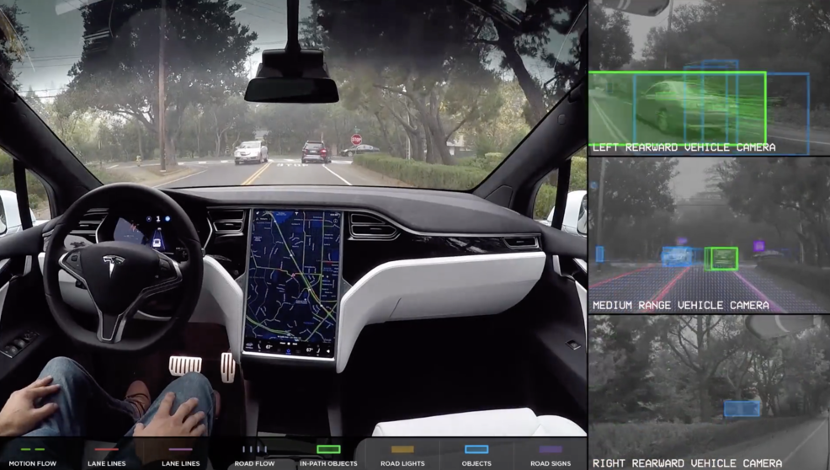 LEFT REARWARD VEHICLE CAMERA
MEDIUM RANGE VEHICLE CAMERA
RIGHT REARWARD VEHICLE CAMERA
MOTION FLOW
LANE LINES
LANE LINES
ROAD FLOW
IN-PATH OBJECTS
ROAD LIGHTS
OBJECTS
ROAD SIGNS